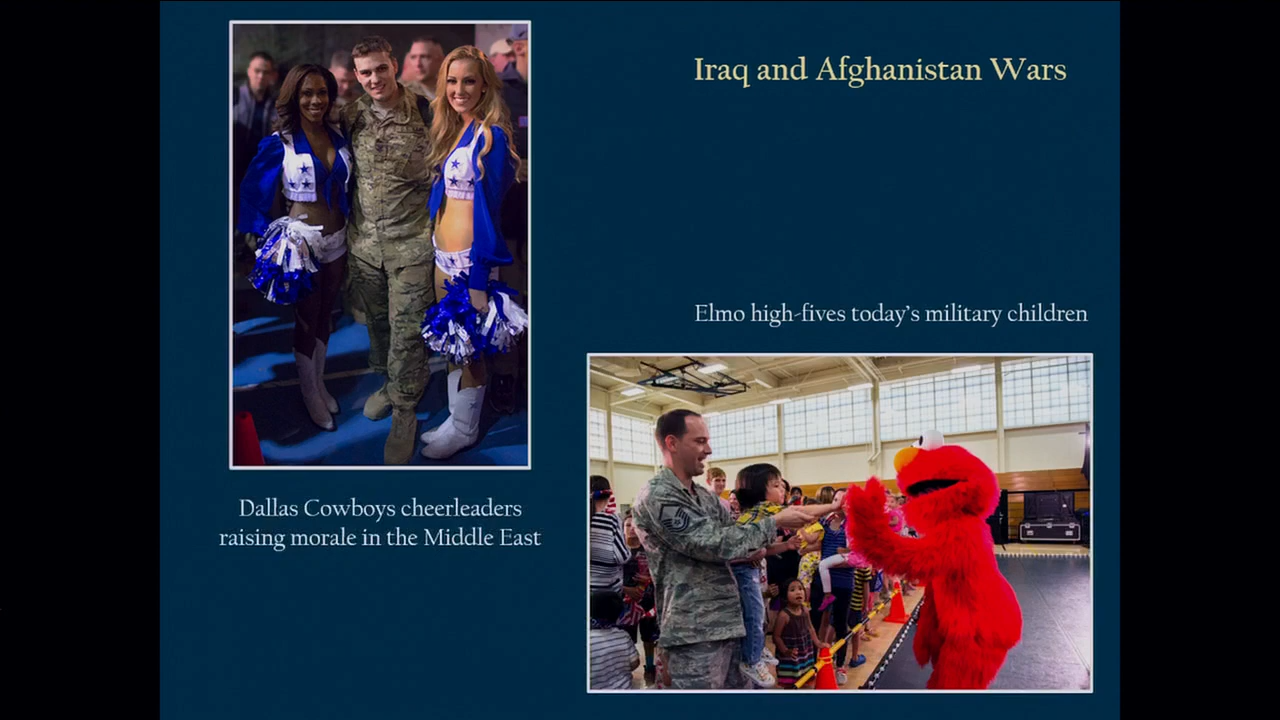 Iraq and Afghanistan Wars
Elmo high-fives today's military children
Dallas Cowboys cheerleaders
raising morale in the Middle East